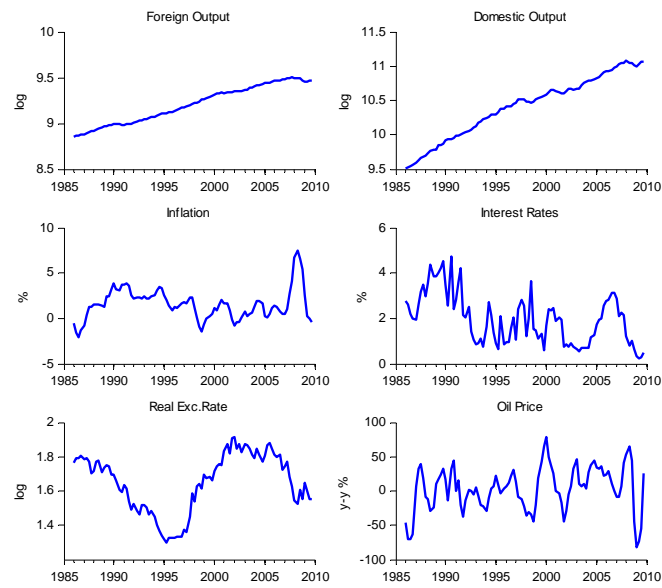 Foreign Output
10
9.5
9
8.5
log
1985 1990 1995 2000 2005 2010
Domestic Output
11.5
11
10.5
10
9.5
log
1985 1990 1995 2000 2005 2010
Inflation
10
5
0
-5
%
1985 1990 1995 2000 2005 2010
Interest Rates
6
4
2
0
%
1985 1990 1995 2000 2005 2010
Real Exc.Rate
2
1.8
1.6
1.4
log
1985 1990 1995 2000 2005 2010
Oil Price
100
50
0
-50
-100
y-y %
1985 1990 1995 2000 2005 2010